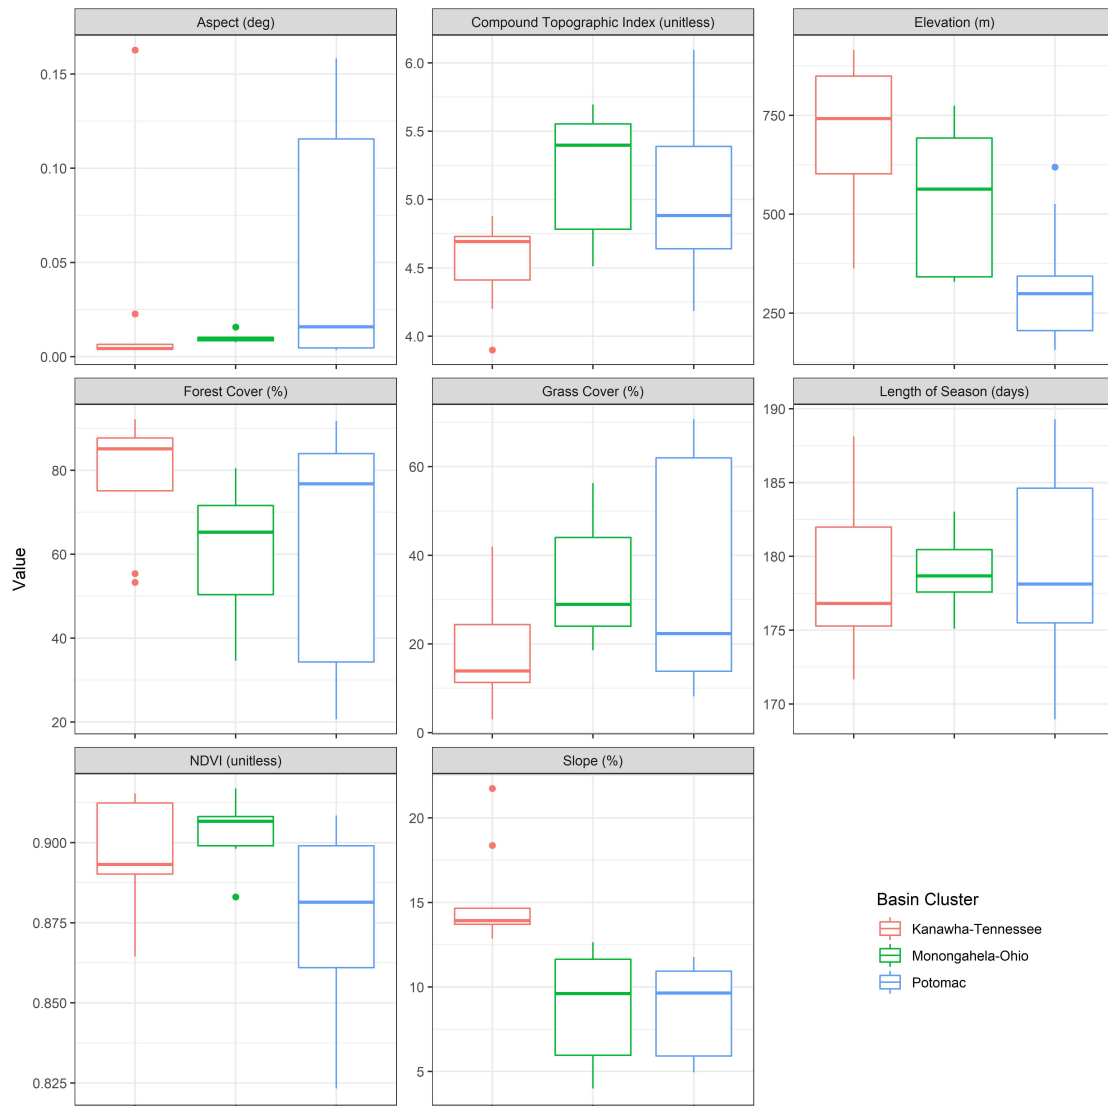 Aspect (deg)
Compound Topographic Index (unitless)
Elevation (m)
0.15
0.10
0.05
0.00
6.0
5.5
5.0
4.5
4.0
750
500
250
Forest Cover (%)
Grass Cover (%)
Length of Season (days)
80
60
40
20
60
40
20
0
190
185
180
175
170
Value
NDVI (unitless)
Slope (%)
0.900
0.875
0.850
0.825
20
15
10
5
Basin Cluster
Kanawha-Tennessee
Monongahela-Ohio
Potomac